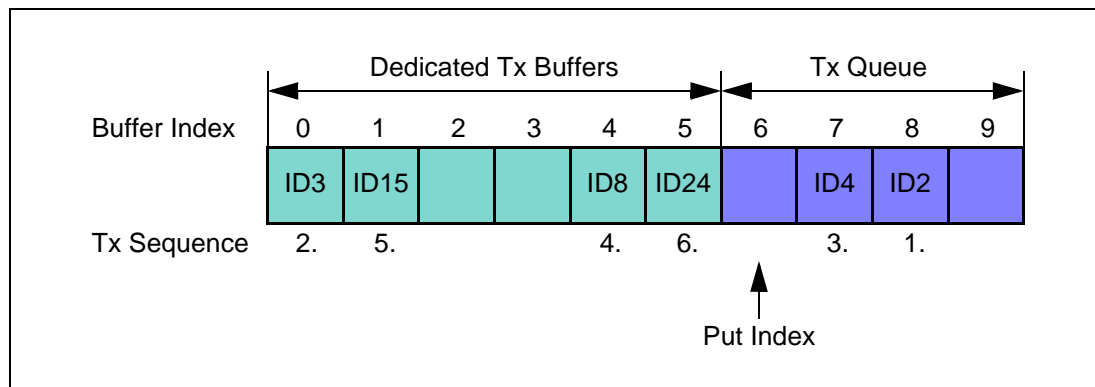 Dedicated Tx Buffers Tx Queue
Buffer Index 0 1 2 3 4 5 6 7 8 9
ID3 ID15 ID8 ID24 ID4 ID2
Tx Sequence 2. 5. 4. 6. 3. 1.
Put Index